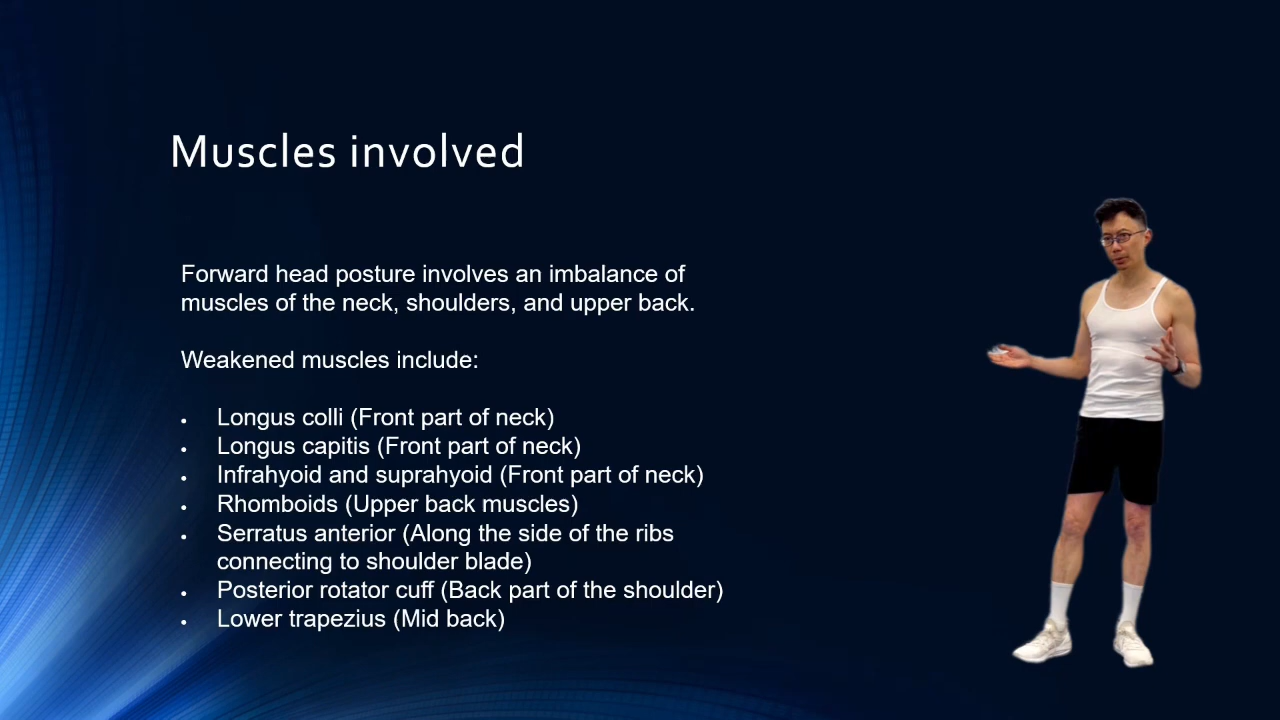 Muscles involved
Forward head posture involves an imbalance of
muscles of the neck, shoulders, and upper back.
Weakened muscles include:
• Longus colli (Front part of neck)
• Longus capitis (Front part of neck)
• Infrahyoid and suprahyoid (Front part of neck)
• Rhomboids (Upper back muscles)
• Serratus anterior (Along the side of the ribs
connecting to shoulder blade)
• Posterior rotator cuff (Back part of the shoulder)
• Lower trapezius (Mid back)